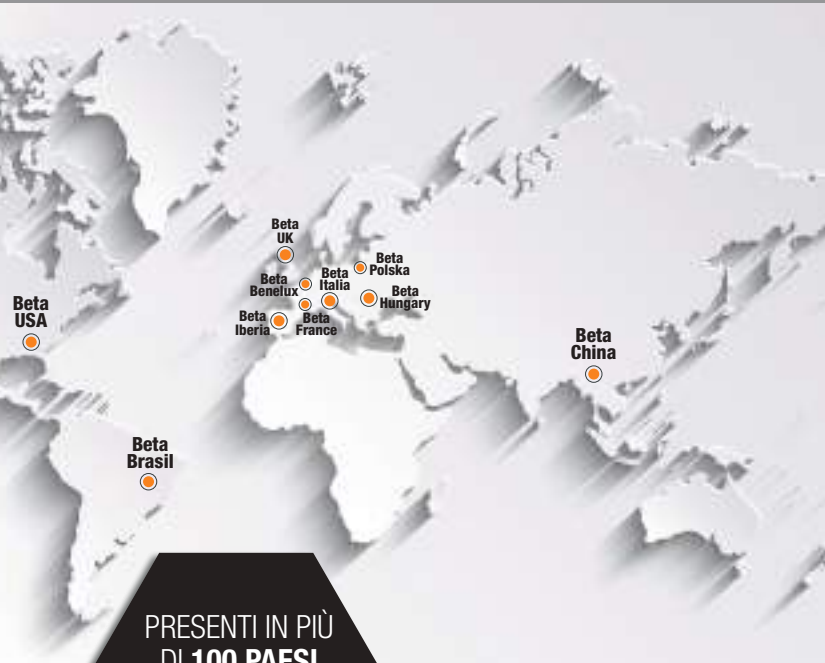 Beta
UK
Beta
Polska
Beta
Benelux
Beta
Italia
Beta
Hungary
Beta
USA
Beta
Iberia
Beta
France
Beta
China
Beta
Brasil
PRESENTI IN PIÙ
DI 100 PAESI